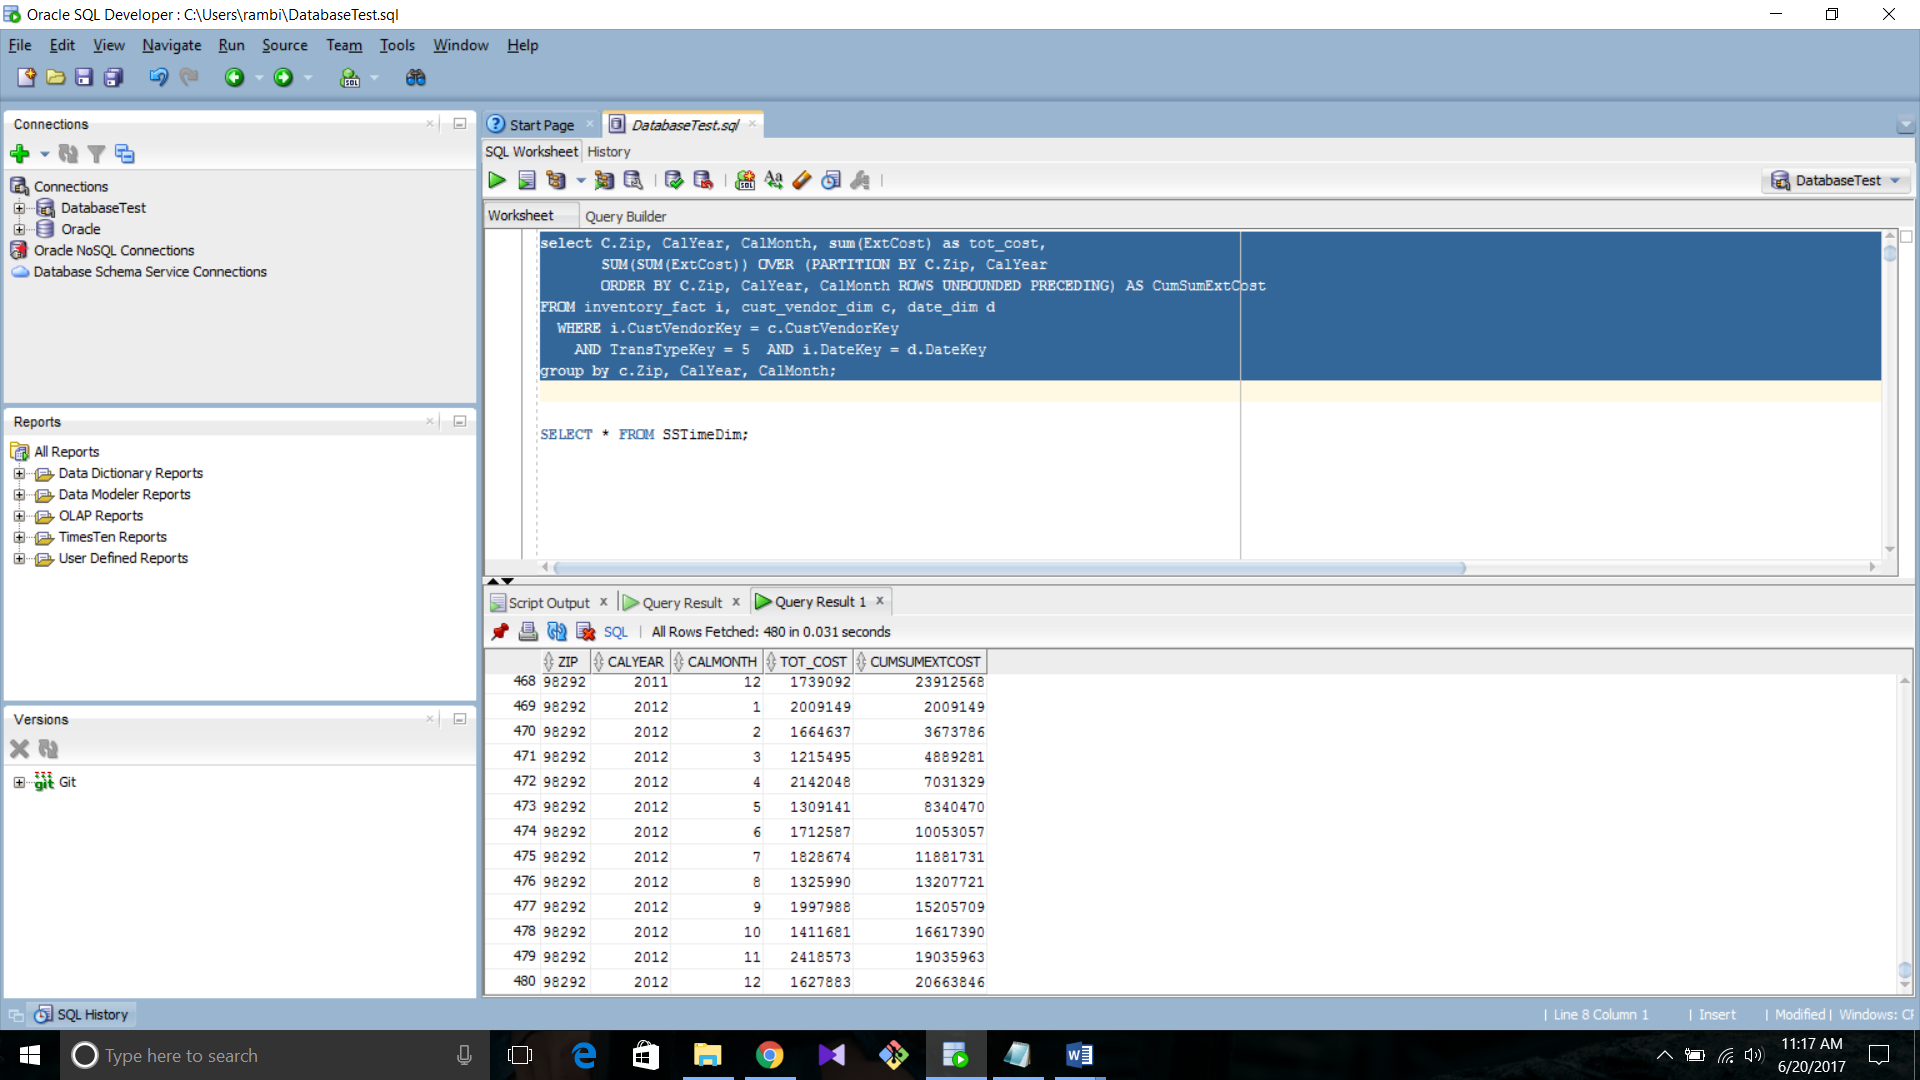 Oracle SQL Developer : C:\Users\rambi\DatabaseTest.sql
File Edit View Navigate Run Source Team Tools Window Help
Connections
Connections
DatabaseTest
Oracle
Oracle NoSQL Connections
Database Schema Service Connections
Reports
All Reports
Data Dictionary Reports
Data Modeler Reports
OLAP Reports
TimesTen Reports
User Defined Reports
Versions
Git
Start Page DatabaseTest.sql
SQL Worksheet History
DatabaseTest
Worksheet Query Builder
select C.Zip, CalYear, CalMonth, sum(ExtCost) as tot_cost,
SUM(SUM(ExtCost)) OVER (PARTITION BY C.Zip, CalYear
ORDER BY C.Zip, CalYear, CalMonth ROWS UNBOUNDED PRECEDING) AS CumSumExtCost
FROM inventory_fact i, cust_vendor_dim c, date_dim d
WHERE i.CustVendorKey = c.CustVendorKey
AND TransTypeKey = 5 AND i.DateKey = d.DateKey
group by c.Zip, CalYear, CalMonth;
SELECT * FROM SSTimeDim;
Script Output x Query Result x Query Result 1 x
SQL | All Rows Fetched: 480 in 0.031 seconds
ZIP CALYEAR CALMONTH TOT_COST CUMSUMEXTCOST
468 98292 2011 12 1739092 23912568
469 98292 2012 1 2009149 2009149
470 98292 2012 2 1664637 3673786
471 98292 2012 3 1215495 4889281
472 98292 2012 4 2142048 7031329
473 98292 2012 5 1309141 8340470
474 98292 2012 6 1712587 10053057
475 98292 2012 7 1828674 11881731
476 98292 2012 8 1325990 13207721
477 98292 2012 9 1997988 15205709
478 98292 2012 10 1411681 16617390
479 98292 2012 11 2418573 19035963
480 98292 2012 12 1627883 20663846
SQL History
| Line 8 Column 1 | Insert | Modified | Windows: CF
Type here to search
11:17 AM
6/20/2017